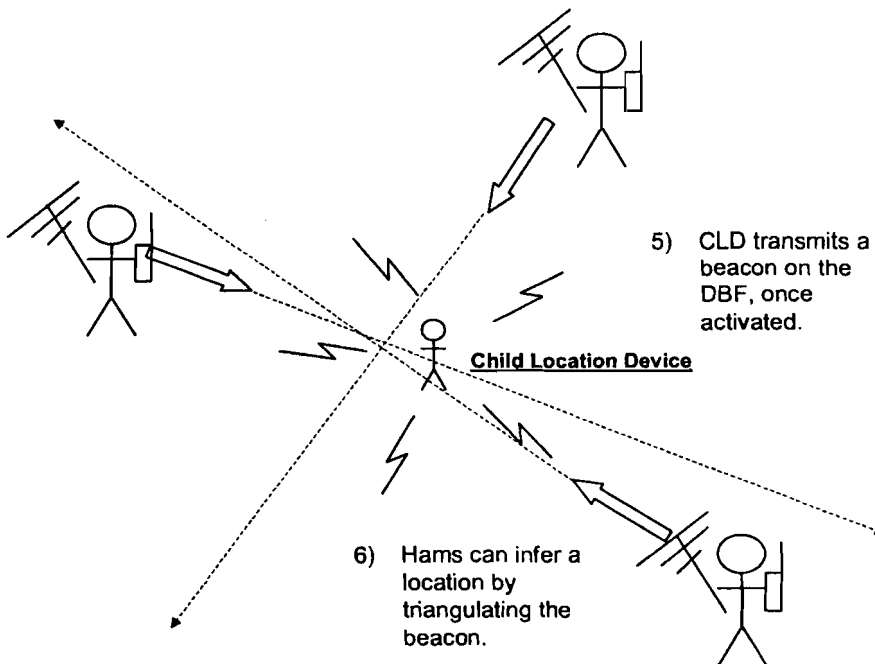 5) CLD transmits a
beacon on the
DBF, once
activated.
Child Location Device
6) Hams can infer a
location by
triangulating the
beacon.